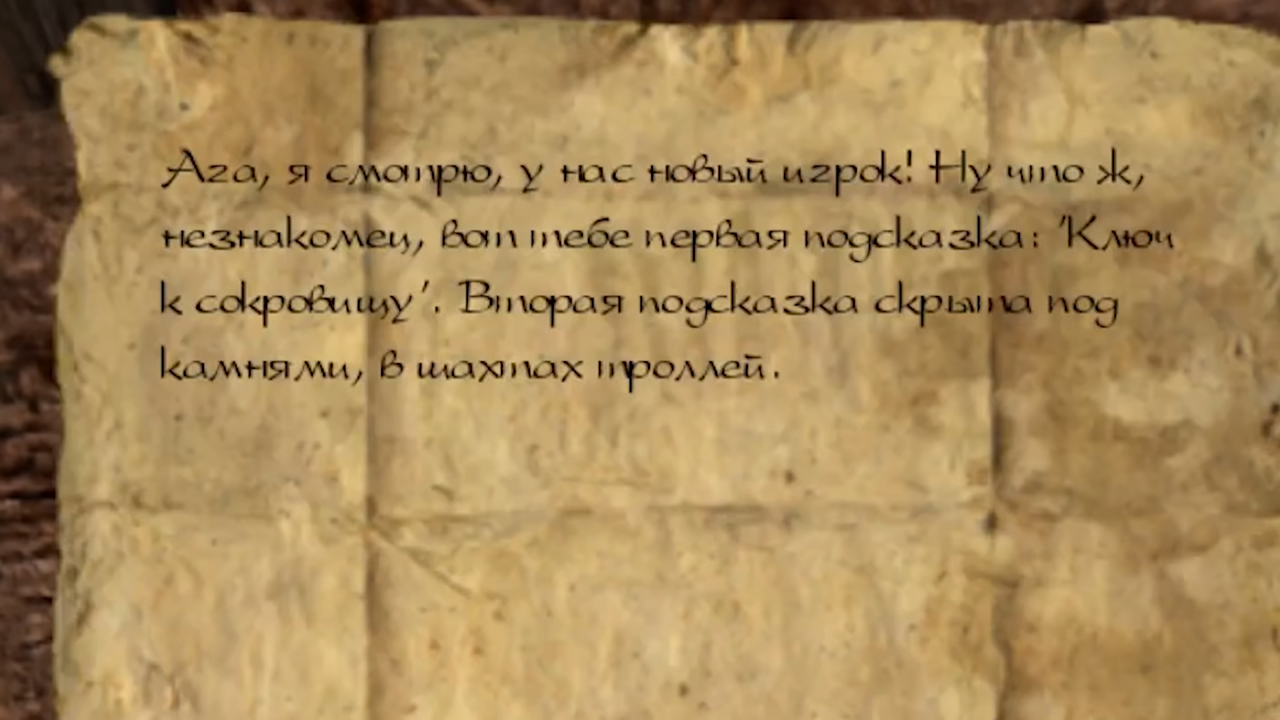 Ага, я смотрю, у нас новый игрок! Ну что ж,
незнакомец, вот тебе первая подсказка: 'Ключ
к сокровищу'. Вторая подсказка скрыта под
камнями, в шахтах троллей.